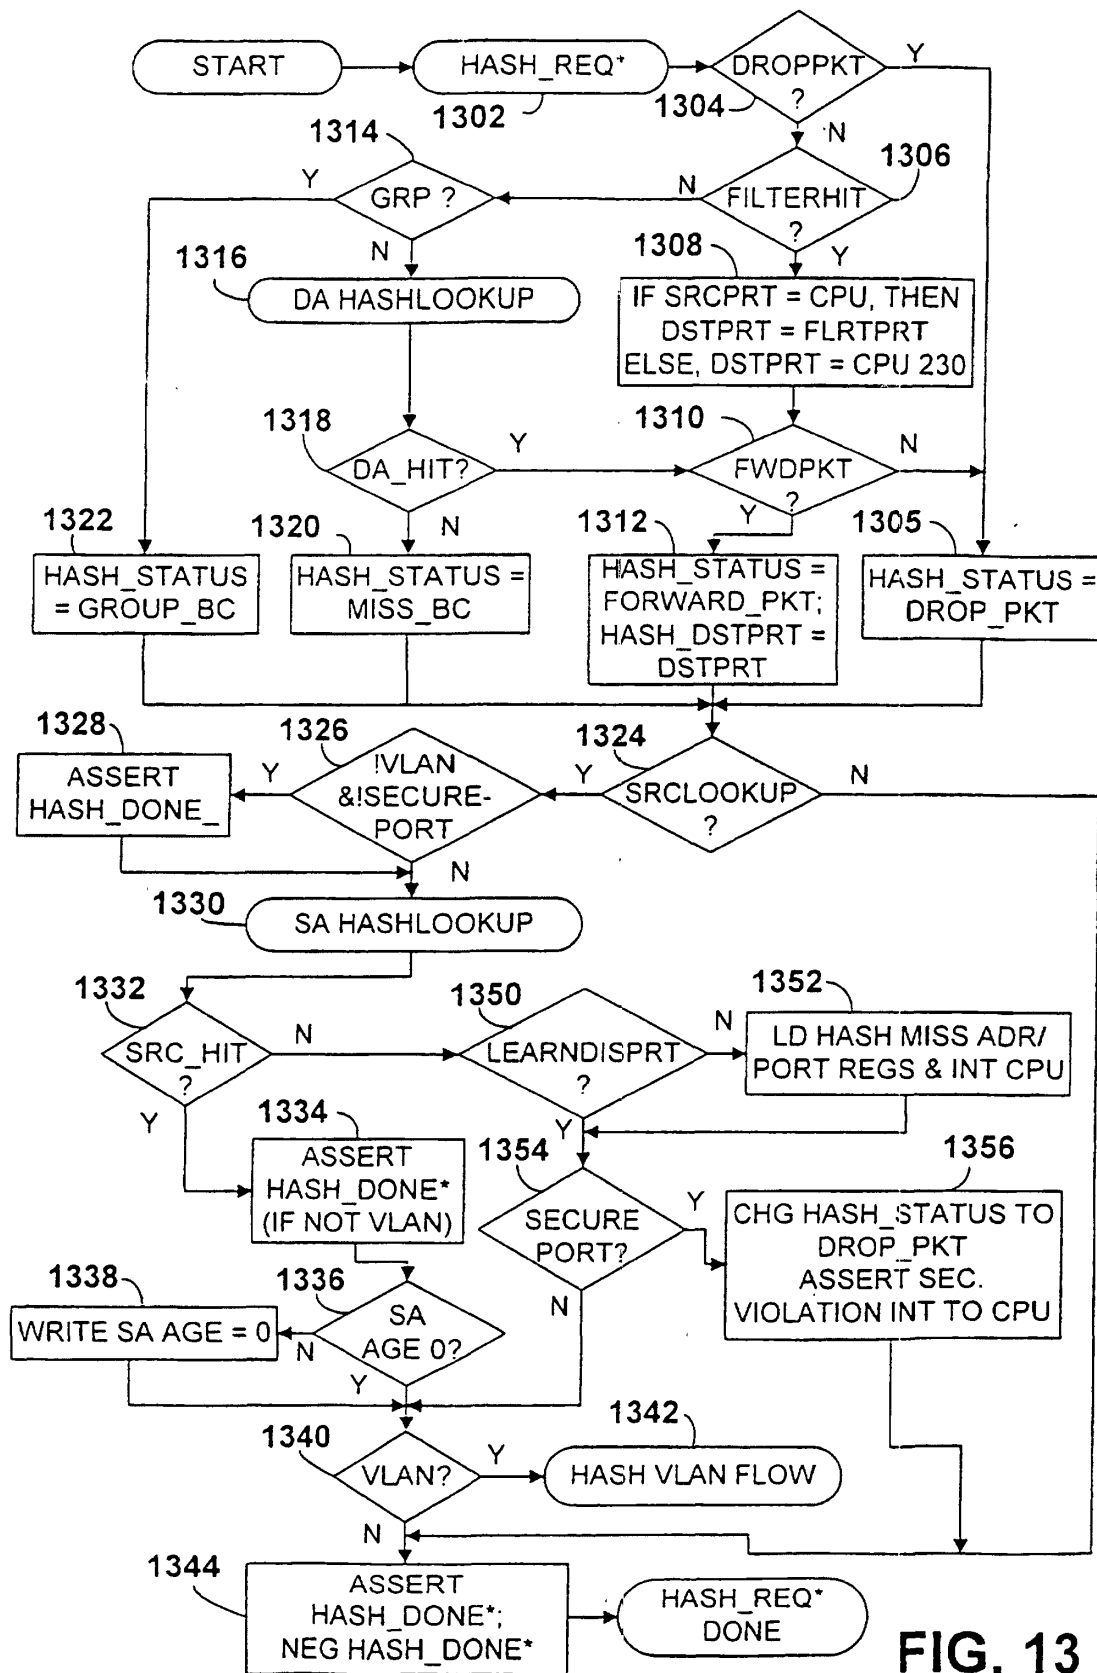 START
HASH_REQ*
1302
DROPPKT
?
1304
Y
N
1314
GRP ?
Y
N
FILTERHIT
?
1306
N
Y
1316
DA HASHLOOKUP
1308
IF SRCPRT = CPU, THEN
DSTPRT = FLRTPRT
ELSE, DSTPRT = CPU 230
1318
DA_HIT?
Y
N
1310
FWDPKT
?
N
Y
1322
HASH_STATUS
= GROUP_BC
1320
HASH_STATUS =
MISS_BC
1312
HASH_STATUS =
FORWARD_PKT;
HASH_DSTPRT =
DSTPRT
1305
HASH_STATUS =
DROP_PKT
1328
ASSERT
HASH_DONE_
1326
!VLAN
&!SECURE-
PORT
Y
N
1324
SRCLOOKUP
?
Y
N
1330
SA HASHLOOKUP
1332
SRC_HIT
?
N
Y
1350
LEARNDISPRT
?
N
Y
1352
LD HASH MISS ADR/
PORT REGS & INT CPU
1334
ASSERT
HASH_DONE*
(IF NOT VLAN)
1354
SECURE
PORT?
Y
N
1356
CHG HASH_STATUS TO
DROP_PKT
ASSERT SEC.
VIOLATION INT TO CPU
1338
WRITE SA AGE = 0
1336
SA
AGE 0?
N
Y
1340
VLAN?
Y
N
1342
HASH VLAN FLOW
1344
ASSERT
HASH_DONE*;
NEG HASH_DONE*
HASH_REQ*
DONE
FIG. 13